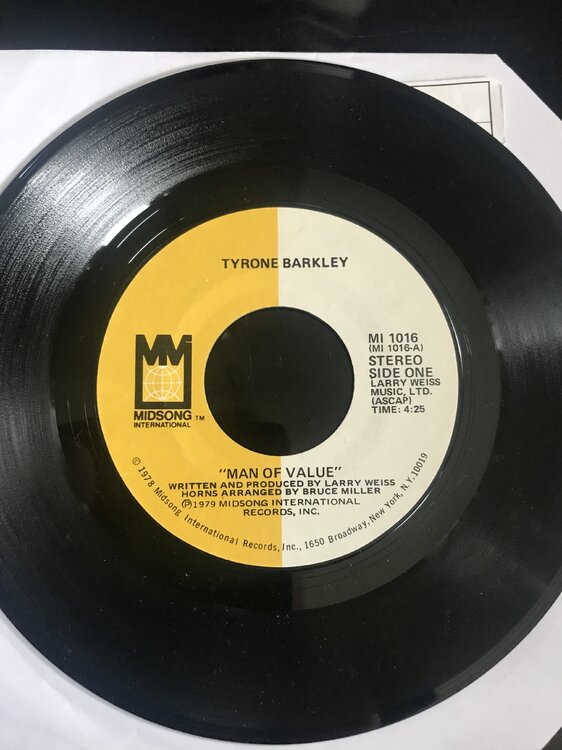 TYRONE BARKLEY
MI 1016
(MI 1016-A)
STEREO
SIDE ONE
LARRY WEISS
MUSIC, LTD.
(ASCAP)
TIME: 4:25
MM
MIDSONG ™
INTERNATIONAL
"MAN OF VALUE"
WRITTEN AND PRODUCED BY LARRY WEISS
HORNS ARRANGED BY BRUCE MILLER
℗1979 MIDSONG INTERNATIONAL
RECORDS, INC.
© 1978 Midsong International Records, Inc., 1650 Broadway, New York, N.Y. 10019